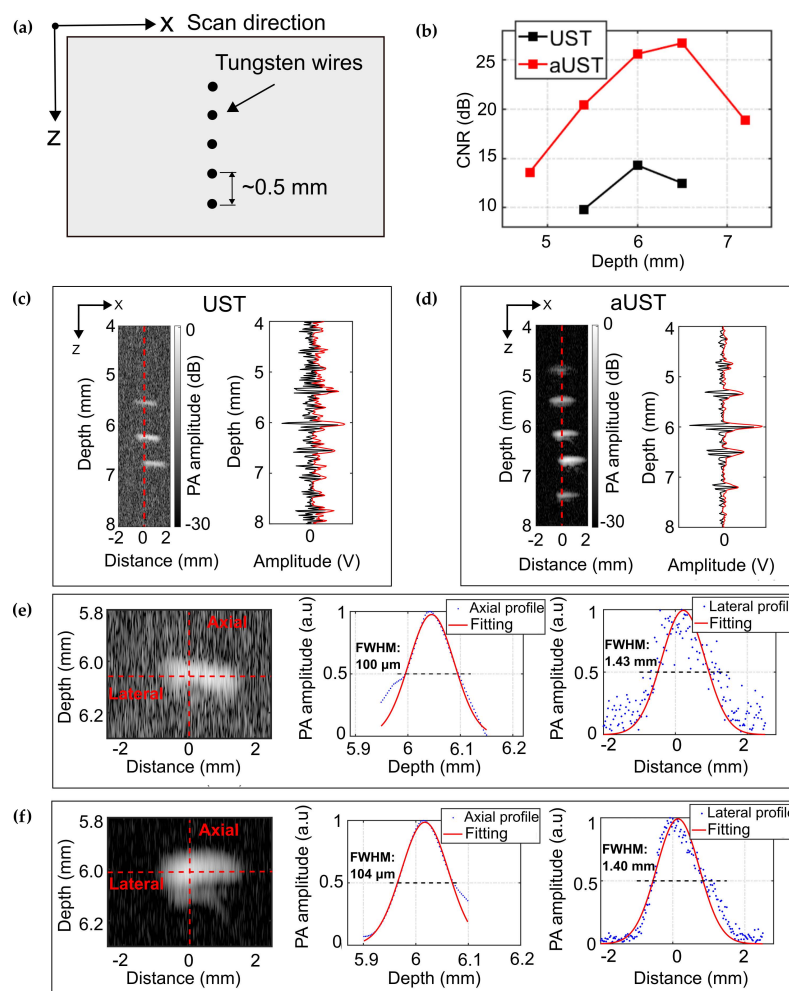 (a)
X Scan direction
Tungsten wires
Z
~0.5 mm
(b)
UST
aUST
CNR (dB)
25
20
15
10
5
6
7
Depth (mm)
(c)
X
Z
UST
4
5
6
7
8
Depth (mm)
-2 0 2
Distance (mm)
0
-30
PA amplitude (dB)
4
5
6
7
8
Depth (mm)
0
Amplitude (V)
(d)
X
Z
aUST
4
5
6
7
8
Depth (mm)
-2 0 2
Distance (mm)
0
-30
PA amplitude (dB)
4
5
6
7
8
Depth (mm)
0
Amplitude (V)
(e)
5.8
6.0
6.2
Depth (mm)
Axial
Lateral
-2 0 2
Distance (mm)
PA amplitude (a.u)
1
0.5
0
FWHM:
100 µm
Axial profile
Fitting
5.9 6 6.1 6.2
Depth (mm)
PA amplitude (a.u)
1
0.5
0
FWHM:
1.43 mm
Lateral profile
Fitting
-2 0 2
Distance (mm)
(f)
5.8
6.0
6.2
Depth (mm)
Axial
Lateral
-2 0 2
Distance (mm)
PA amplitude (a.u)
1
0.5
0
FWHM:
104 µm
Axial profile
Fitting
5.9 6 6.1 6.2
Depth (mm)
PA amplitude (a.u)
1
0.5
0
FWHM:
1.40 mm
Lateral profile
Fitting
-2 0 2
Distance (mm)